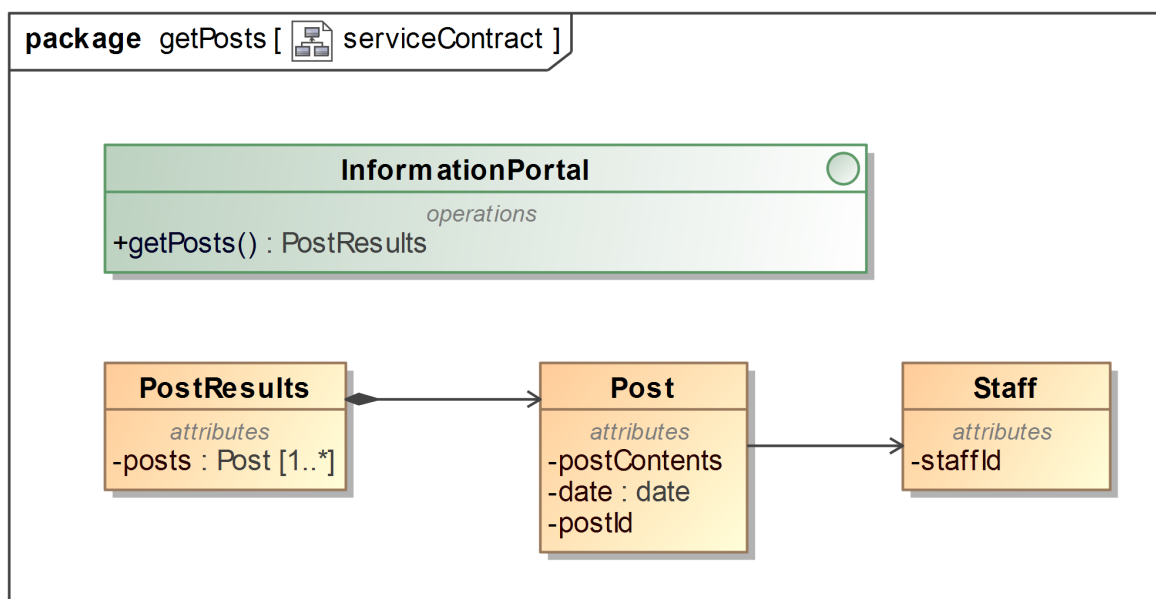 package getPosts [ serviceContract ]
InformationPortal
operations
+getPosts() : PostResults
PostResults
attributes
-posts : Post [1..*]
Post
attributes
-postContents
-date : date
-postId
Staff
attributes
-staffId